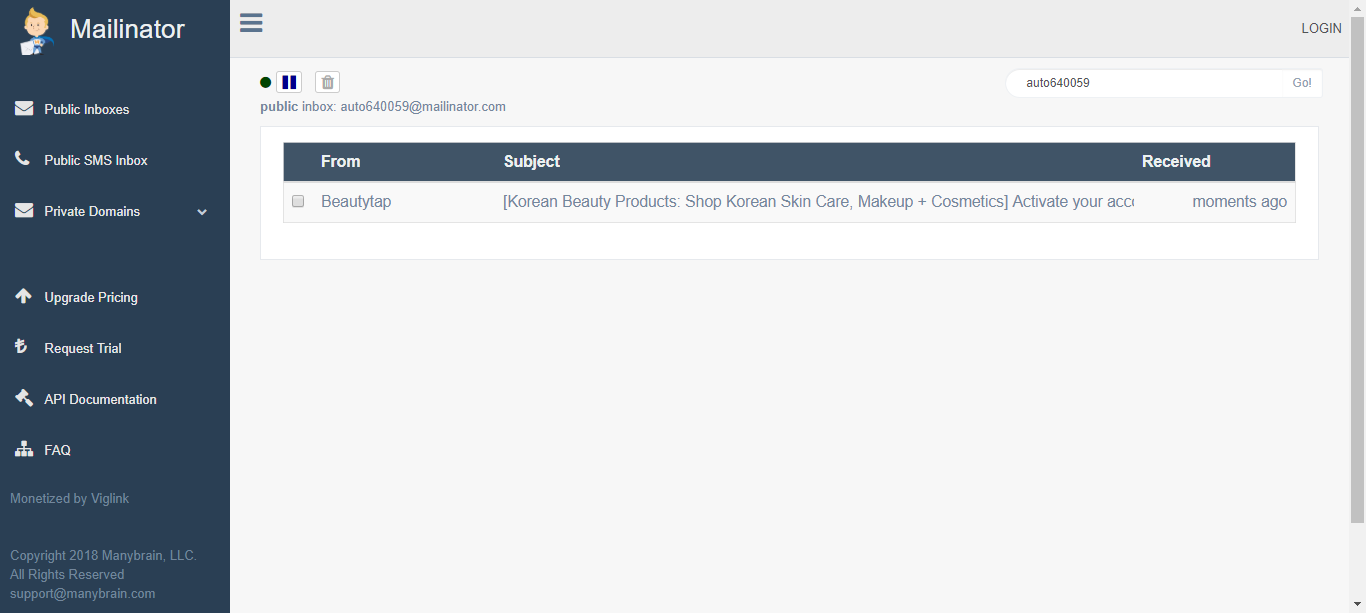 Mailinator
LOGIN
auto640059
Go!
public inbox: auto640059@mailinator.com
Public Inboxes
Public SMS Inbox
Private Domains
Upgrade Pricing
Request Trial
API Documentation
FAQ
Monetized by Viglink
Copyright 2018 Manybrain, LLC.
All Rights Reserved
support@manybrain.com
From Subject Received
Beautytap [Korean Beauty Products: Shop Korean Skin Care, Makeup + Cosmetics] Activate your acc moments ago